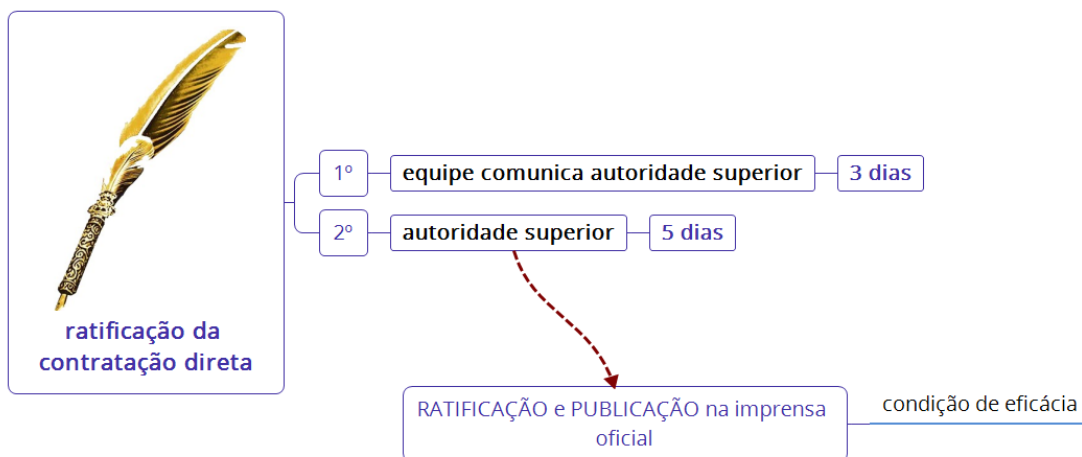 ratificação da
contratação direta
1º
equipe comunica autoridade superior
3 dias
2º
autoridade superior
5 dias
RATIFICAÇÃO e PUBLICAÇÃO na imprensa
oficial
condição de eficácia